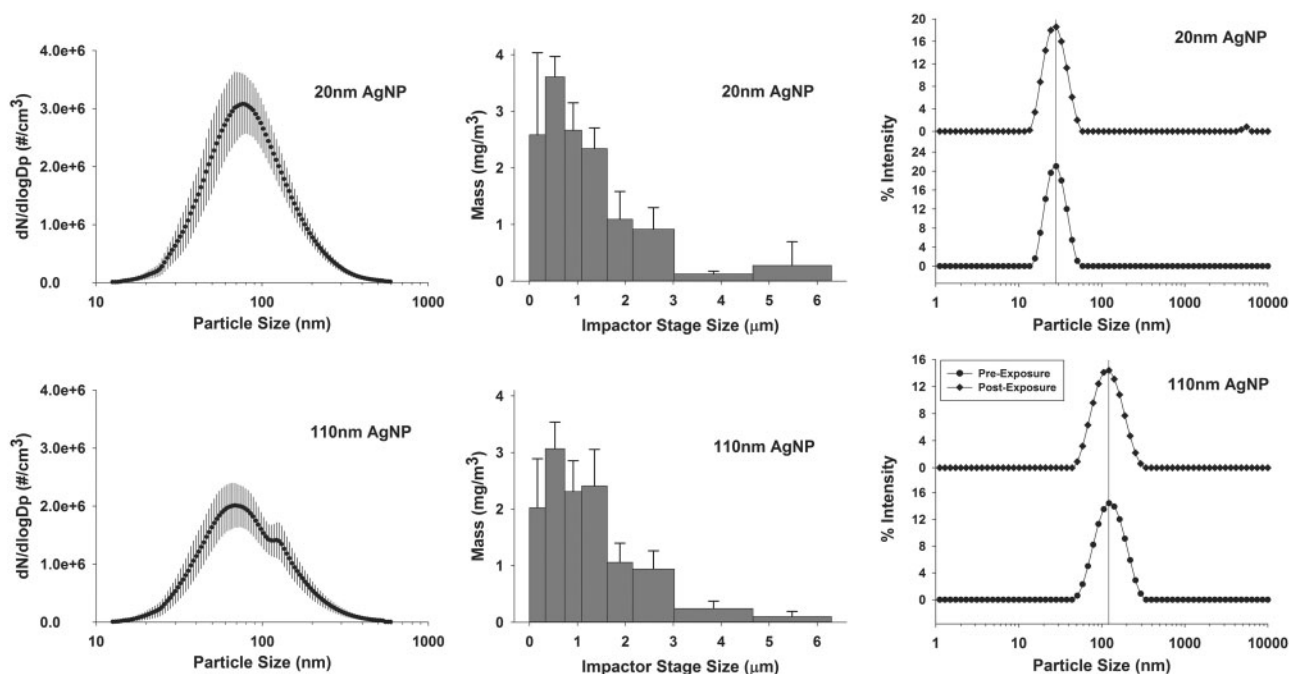 4.0e+6
3.0e+6
2.0e+6
1.0e+6
0.0
dN/dlogDp (#/cm³)
20nm AgNP
10 100 1000
Particle Size (nm)
4
3
2
1
0
Mass (mg/m³)
20nm AgNP
0 1 2 3 4 5 6
Impactor Stage Size (μm)
20
16
12
8
4
0
24
20
16
12
8
4
0
% Intensity
20nm AgNP
1 10 100 1000 10000
Particle Size (nm)
4.0e+6
3.0e+6
2.0e+6
1.0e+6
0.0
dN/dlogDp (#/cm³)
110nm AgNP
10 100 1000
Particle Size (nm)
4
3
2
1
0
Mass (mg/m³)
110nm AgNP
0 1 2 3 4 5 6
Impactor Stage Size (μm)
16
12
8
4
0
16
12
8
4
0
% Intensity
Pre-Exposure
Post-Exposure
110nm AgNP
1 10 100 1000 10000
Particle Size (nm)